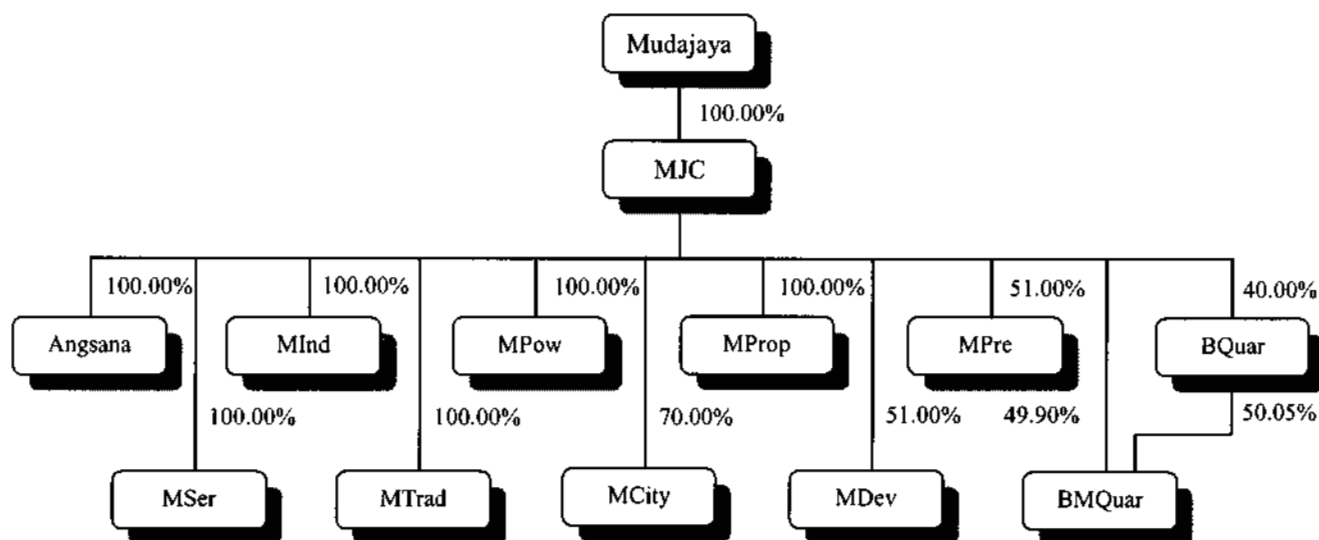 Mudajaya
100.00%
MJC
100.00% 100.00% 100.00% 100.00% 51.00% 40.00%
Angsana MInd MPow MProp MPre BQuar
100.00% 100.00% 70.00% 51.00% 49.90% 50.05%
MSer MTrad MCity MDev BMQuar